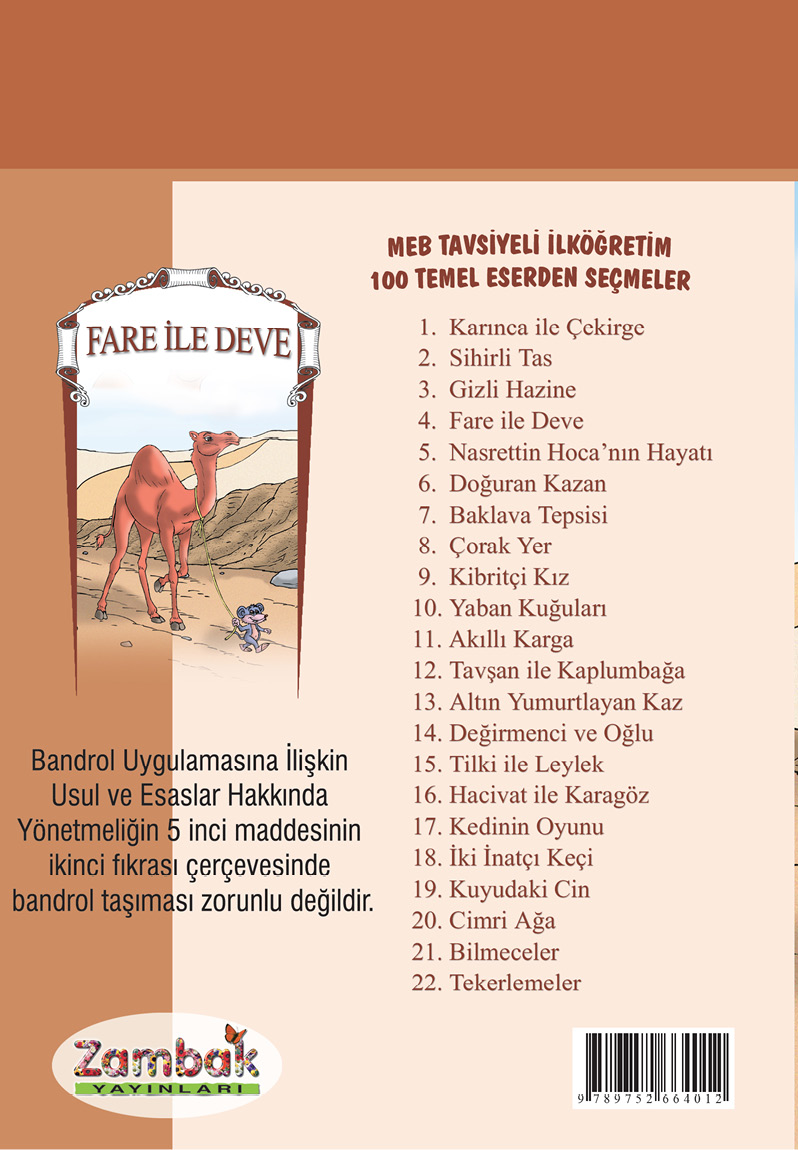 MEB TAVSİYELİ İLKÖĞRETİM
100 TEMEL ESERDEN SEÇMELER
FARE İLE DEVE
1. Karınca ile Çekirge
2. Sihirli Tas
3. Gizli Hazine
4. Fare ile Deve
5. Nasrettin Hoca’nın Hayatı
6. Doğuran Kazan
7. Baklava Tepsisi
8. Çorak Yer
9. Kibritçi Kız
10. Yaban Kuğuları
11. Akıllı Karga
12. Tavşan ile Kaplumbağa
13. Altın Yumurtlayan Kaz
14. Değirmenci ve Oğlu
15. Tilki ile Leylek
16. Hacivat ile Karagöz
17. Kedinin Oyunu
18. İki İnatçı Keçi
19. Kuyudaki Cin
20. Cimri Ağa
21. Bilmeceler
22. Tekerlemeler
Bandrol Uygulamasına İlişkin
Usul ve Esaslar Hakkında
Yönetmeliğin 5 inci maddesinin
ikinci fıkrası çerçevesinde
bandrol taşıması zorunlu değildir.
Zambak
YAYINLARI
9 789752 664012